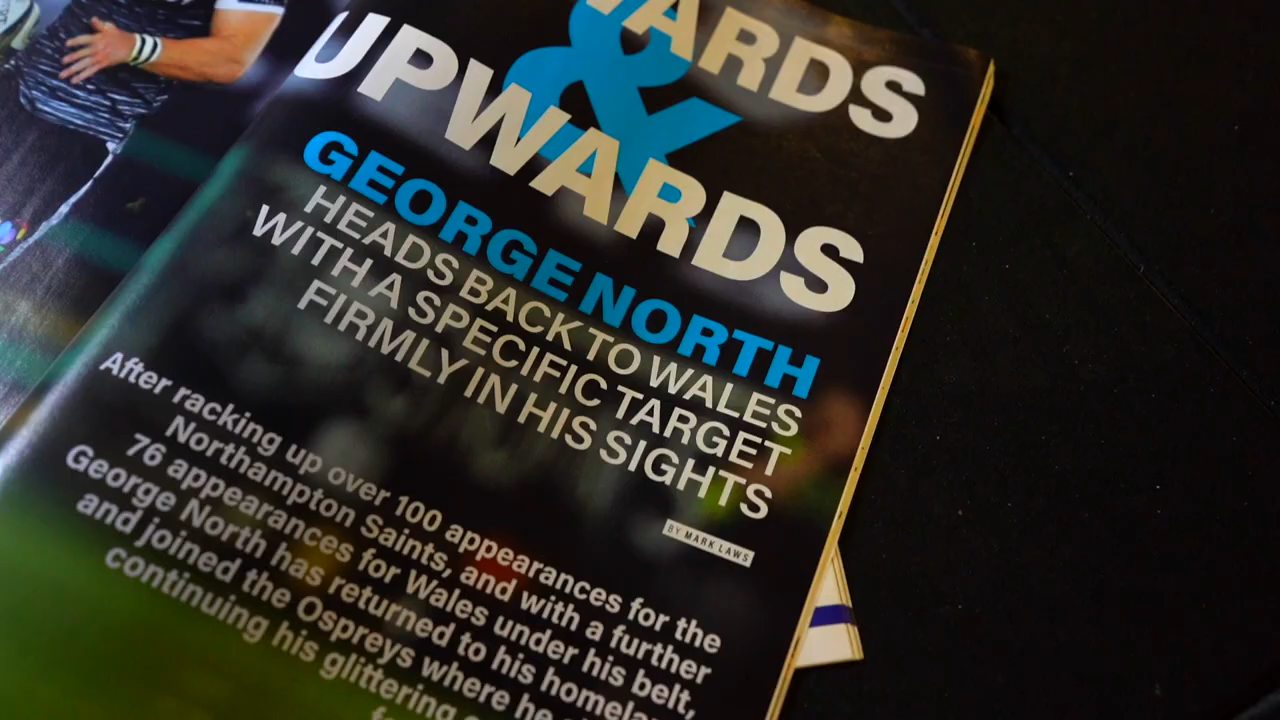 WARDS
&
UPWARDS
GEORGE NORTH
HEADS BACK TO WALES
WITH A SPECIFIC TARGET
FIRMLY IN HIS SIGHTS
BY MARK LAWS
After racking up over 100 appearances for the
Northampton Saints, and with a further
76 appearances for Wales under his belt,
George North has returned to his homela
and joined the Ospreys where he
continuing his glittering